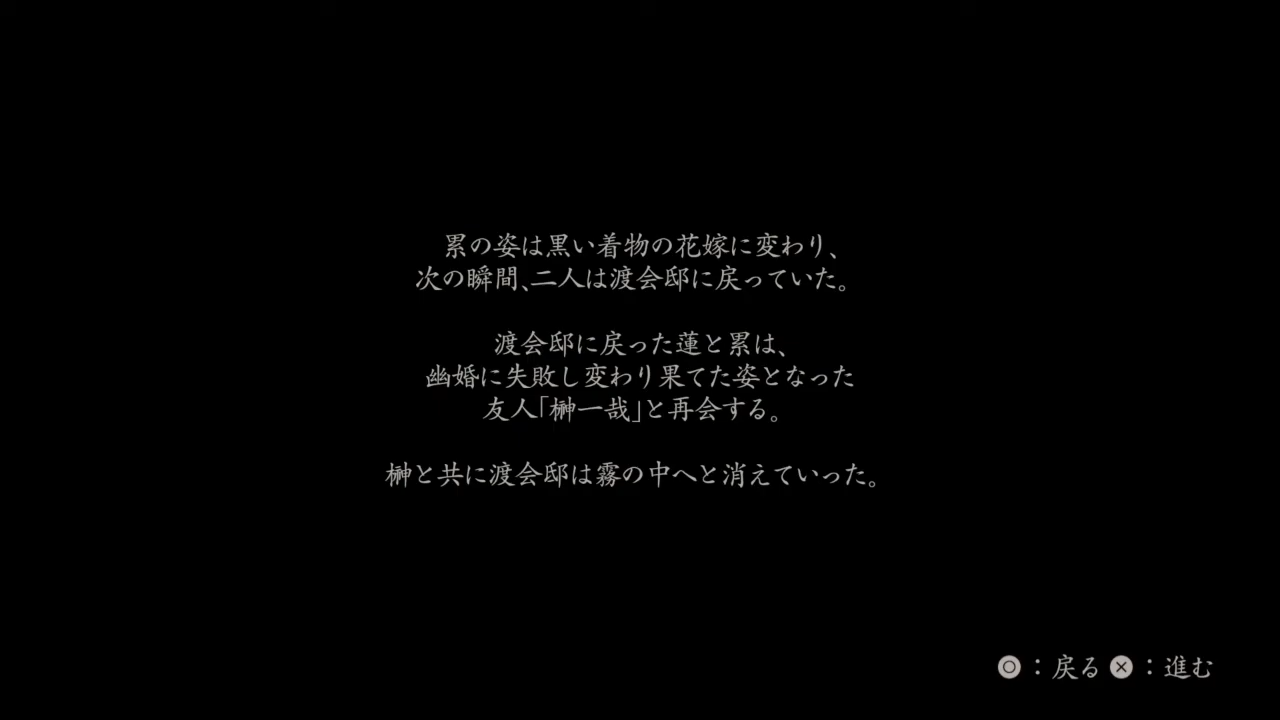 累の姿は黒い着物の花嫁に変わり、
次の瞬間、二人は渡会邸に戻っていた。
渡会邸に戻った蓮と累は、
幽婚に失敗し変わり果てた姿となった
友人「榊一哉」と再会する。
榊と共に渡会邸は霧の中へと消えていった。
◎：戻る ⊗：進む